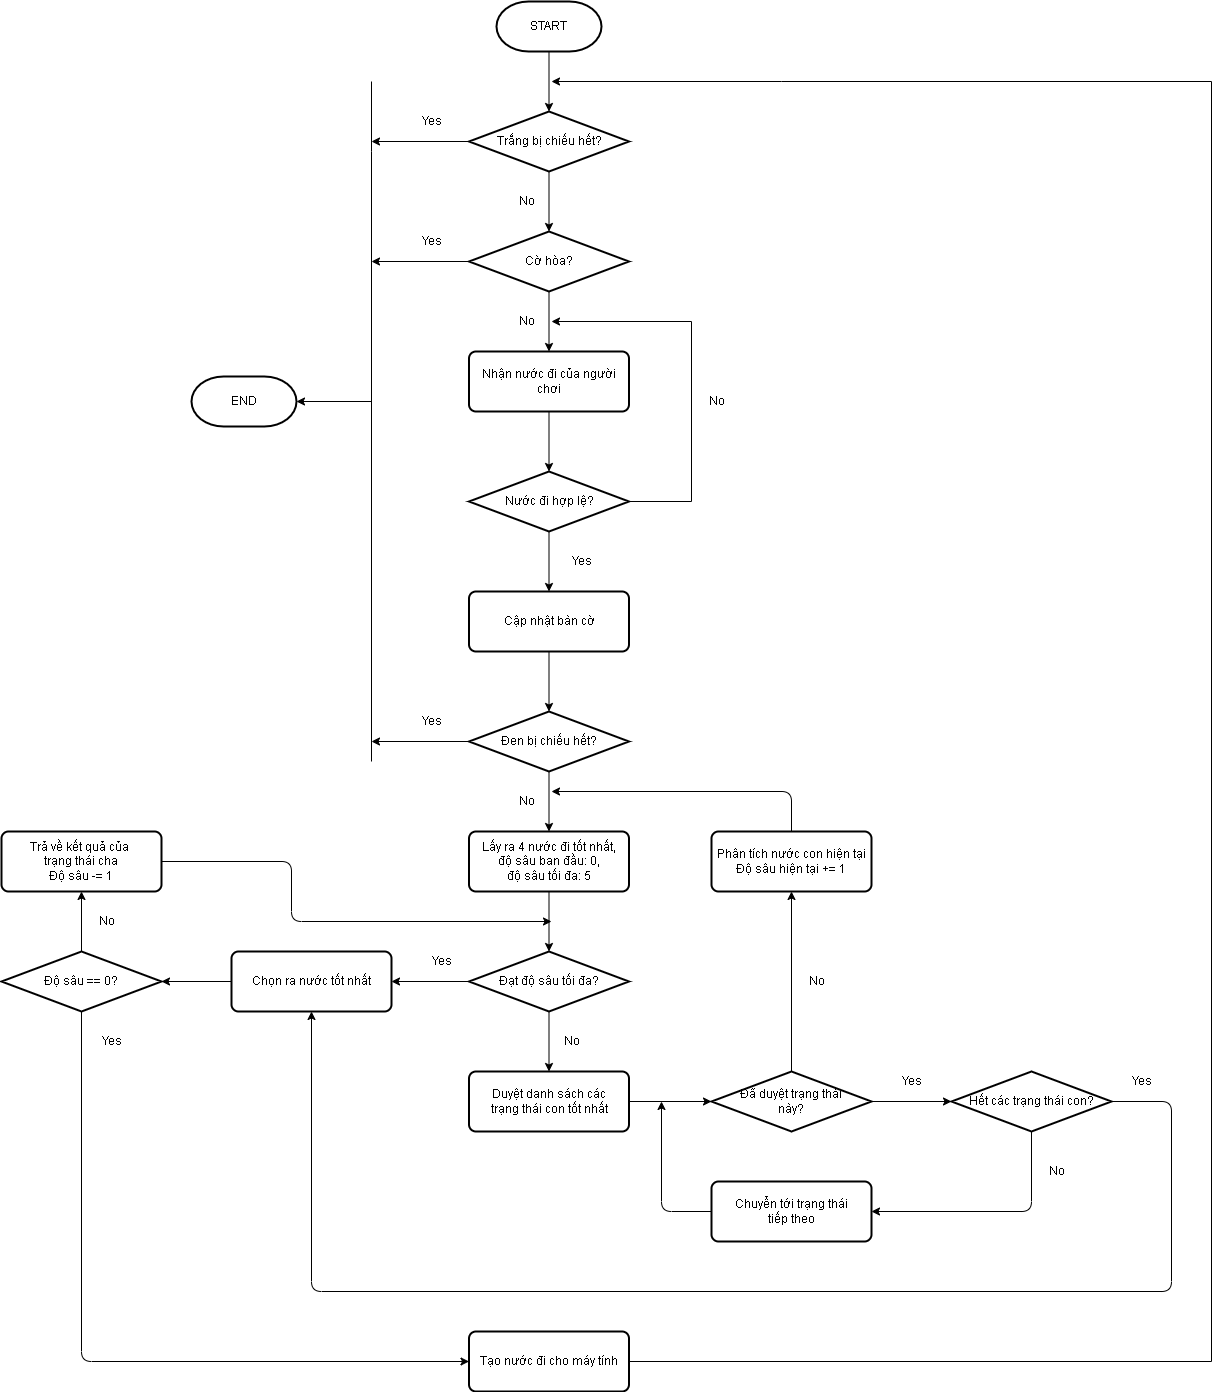 START
Yes
Trắng bị chiếu hết?
No
Yes
Cờ hòa?
No
Nhận nước đi của người
chơi
END
No
Nước đi hợp lệ?
Yes
Cập nhật bàn cờ
Yes
Đen bị chiếu hết?
No
Trả về kết quả của
trạng thái cha
Độ sâu -= 1
Lấy ra 4 nước đi tốt nhất,
độ sâu ban đầu: 0,
độ sâu tối đa: 5
Phân tích nước con hiện tại
Độ sâu hiện tại += 1
No
Độ sâu == 0?
Chọn ra nước tốt nhất
Yes
Đạt độ sâu tối đa?
No
Yes
No
Duyệt danh sách các
trạng thái con tốt nhất
Đã duyệt trạng thái
này?
Yes
Hết các trạng thái con?
Yes
No
Chuyển tới trạng thái
tiếp theo
Tạo nước đi cho máy tính